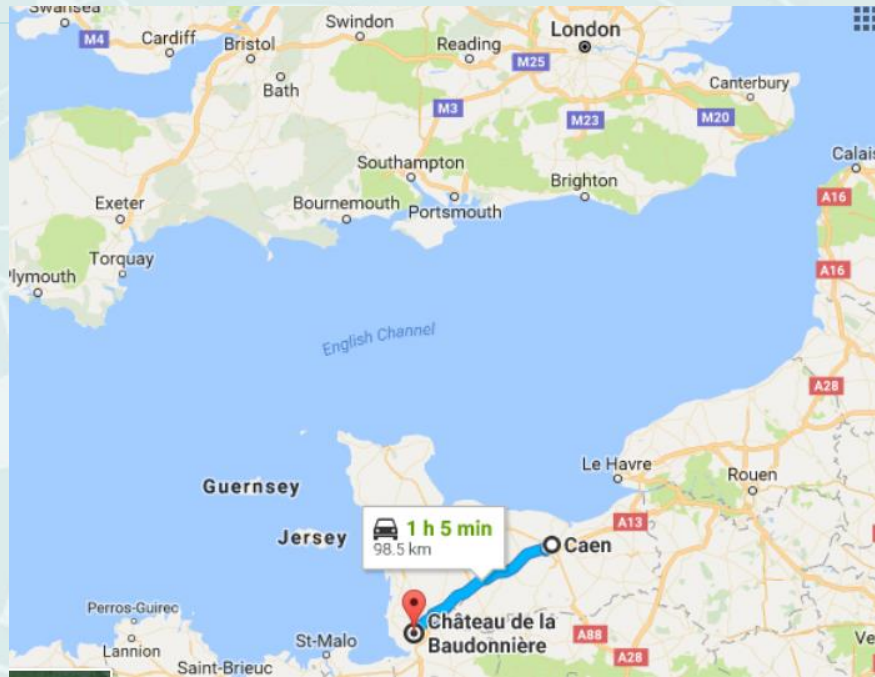 Swansea
M4
Cardiff
Bristol
Bath
Swindon
Reading
London
M25
M3
M23
M20
Canterbury
Southampton
Bournemouth
Portsmouth
Brighton
Calais
A16
A16
Exeter
Torquay
Plymouth
English Channel
A28
Guernsey
Jersey
Le Havre
Rouen
A13
1 h 5 min
98.5 km
Caen
Château de la
Baudonnière
A88
A28
Perros-Guirec
Lannion
Saint-Brieuc
St-Malo
Ve